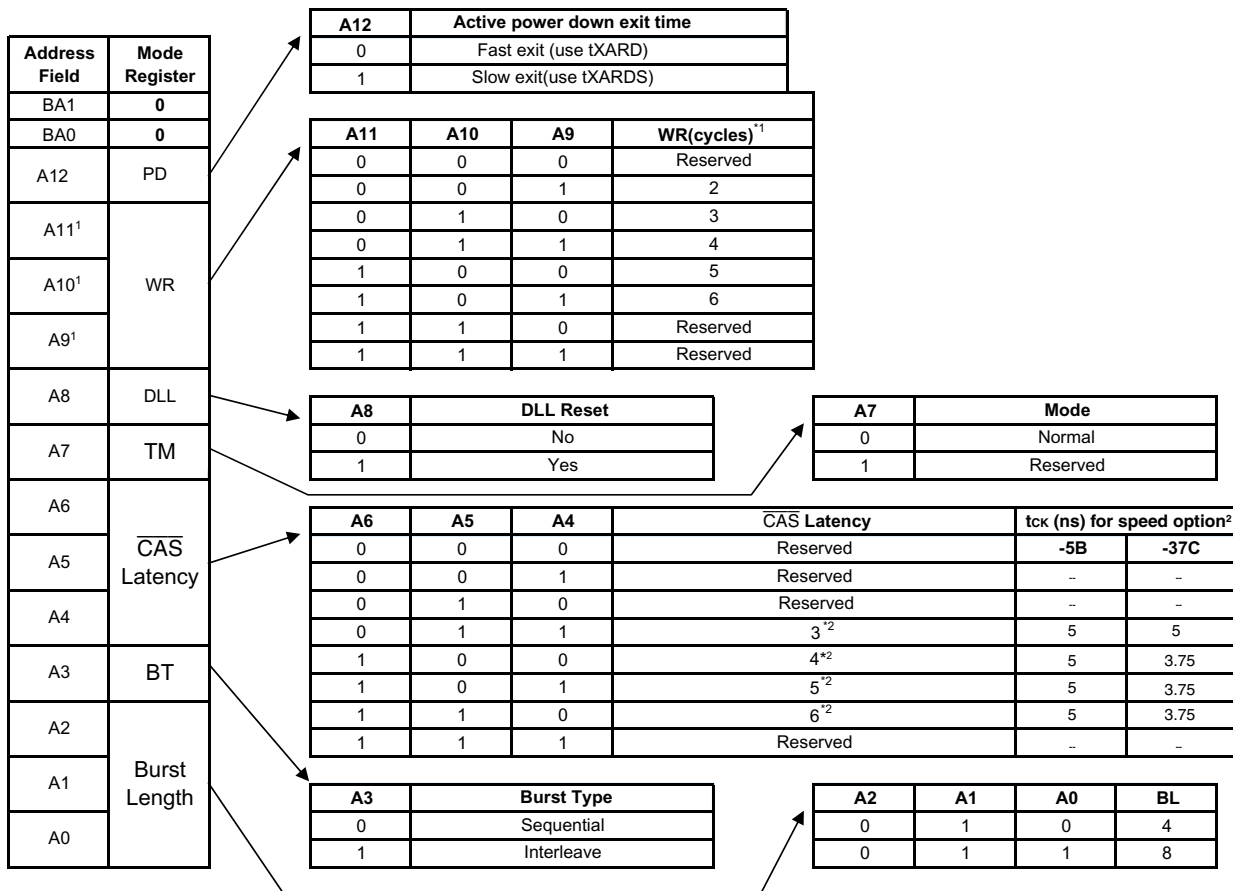 Address Field | Mode Register
BA1 | 0
BA0 | 0
A12 | PD
A11¹
A10¹ | WR
A9¹
A8 | DLL
A7 | TM
A6
A5 | C̅A̅S̅ Latency
A4
A3 | BT
A2
A1 | Burst Length
A0
A12 | Active power down exit time
0 | Fast exit (use tXARD)
1 | Slow exit(use tXARDS)
A11 | A10 | A9 | WR(cycles)*1
0 | 0 | 0 | Reserved
0 | 0 | 1 | 2
0 | 1 | 0 | 3
0 | 1 | 1 | 4
1 | 0 | 0 | 5
1 | 0 | 1 | 6
1 | 1 | 0 | Reserved
1 | 1 | 1 | Reserved
A8 | DLL Reset
0 | No
1 | Yes
A7 | Mode
0 | Normal
1 | Reserved
A6 | A5 | A4 | C̅A̅S̅ Latency | tCK (ns) for speed option²
0 | 0 | 0 | Reserved | -5B | -37C
0 | 0 | 1 | Reserved | -- | --
0 | 1 | 0 | Reserved | -- | --
0 | 1 | 1 | 3*2 | 5 | 5
1 | 0 | 0 | 4*2 | 5 | 3.75
1 | 0 | 1 | 5*2 | 5 | 3.75
1 | 1 | 0 | 6*2 | 5 | 3.75
1 | 1 | 1 | Reserved | -- | --
A3 | Burst Type
0 | Sequential
1 | Interleave
A2 | A1 | A0 | BL
0 | 1 | 0 | 4
0 | 1 | 1 | 8